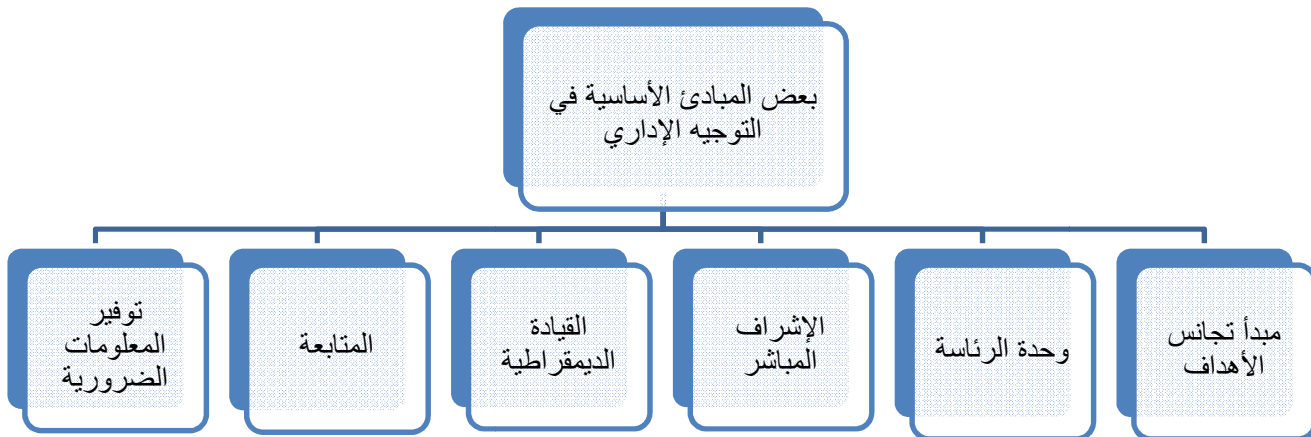 بعض المبادئ الأساسية في
التوجيه الإداري
مبدأ تجانس
الأهداف
وحدة الرئاسة
الإشراف
المباشر
القيادة
الديمقراطية
المتابعة
توفير
المعلومات
الضرورية